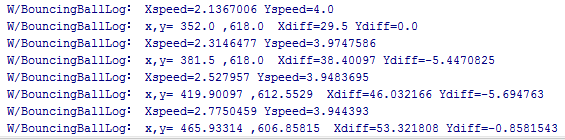 W/BouncingBallLog: Xspeed=2.1367006 Yspeed=4.0
W/BouncingBallLog: x,y= 352.0 ,618.0 Xdiff=29.5 Ydiff=0.0
W/BouncingBallLog: Xspeed=2.3146477 Yspeed=3.9747586
W/BouncingBallLog: x,y= 381.5 ,618.0 Xdiff=38.40097 Ydiff=-5.4470825
W/BouncingBallLog: Xspeed=2.527957 Yspeed=3.9483695
W/BouncingBallLog: x,y= 419.90097 ,612.5529 Xdiff=46.032166 Ydiff=-5.694763
W/BouncingBallLog: Xspeed=2.7750459 Yspeed=3.944393
W/BouncingBallLog: x,y= 465.93314 ,606.85815 Xdiff=53.321808 Ydiff=-0.8581543